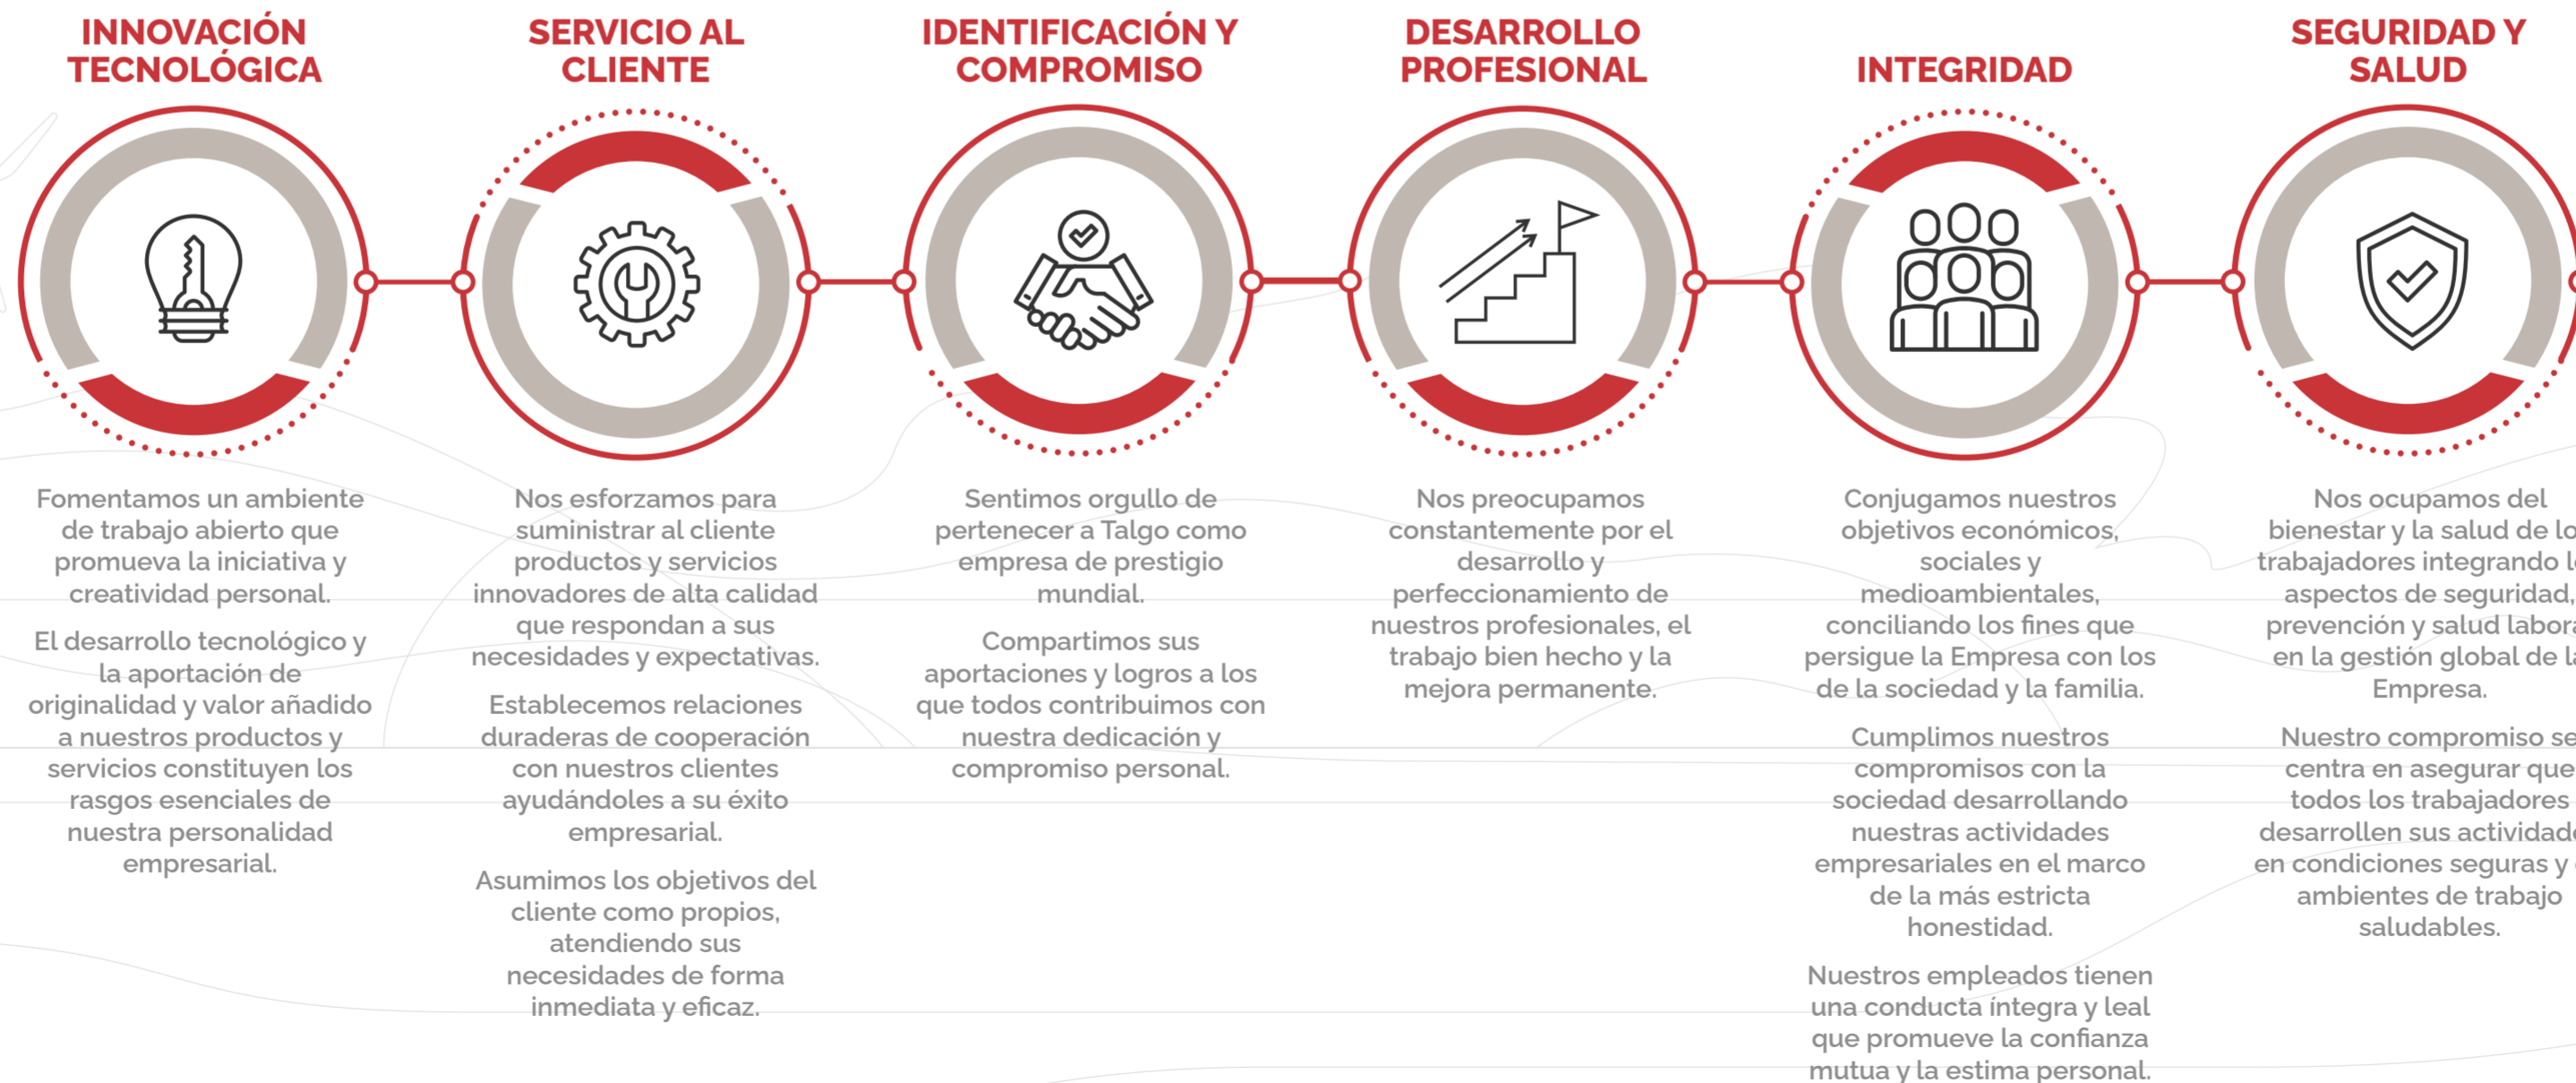 INNOVACIÓN
TECNOLÓGICA
Fomentamos un ambiente
de trabajo abierto que
promueva la iniciativa y
creatividad personal.
El desarrollo tecnológico y
la aportación de
originalidad y valor añadido
a nuestros productos y
servicios constituyen los
rasgos esenciales de
nuestra personalidad
empresarial.
SERVICIO AL
CLIENTE
Nos esforzamos para
suministrar al cliente
productos y servicios
innovadores de alta calidad
que respondan a sus
necesidades y expectativas.
Establecemos relaciones
duraderas de cooperación
con nuestros clientes
ayudándoles a su éxito
empresarial.
Asumimos los objetivos del
cliente como propios,
atendiendo sus
necesidades de forma
inmediata y eficaz.
IDENTIFICACIÓN Y
COMPROMISO
Sentimos orgullo de
pertenecer a Talgo como
empresa de prestigio
mundial.
Compartimos sus
aportaciones y logros a los
que todos contribuimos con
nuestra dedicación y
compromiso personal.
DESARROLLO
PROFESIONAL
Nos preocupamos
constantemente por el
desarrollo y
perfeccionamiento de
nuestros profesionales, el
trabajo bien hecho y la
mejora permanente.
INTEGRIDAD
Conjugamos nuestros
objetivos económicos,
sociales y
medioambientales,
conciliando los fines que
persigue la Empresa con los
de la sociedad y la familia.
Cumplimos nuestros
compromisos con la
sociedad desarrollando
nuestras actividades
empresariales en el marco
de la más estricta
honestidad.
Nuestros empleados tienen
una conducta íntegra y leal
que promueve la confianza
mutua y la estima personal.
SEGURIDAD Y
SALUD
Nos ocupamos del
bienestar y la salud de
trabajadores integrando
aspectos de seguridad,
prevención y salud
en la gestión global de
Empresa.
Nuestro compromiso se
centra en asegurar que
todos los trabajadores
desarrollen sus
en condiciones seguras y
ambientes de trabajo
saludables.